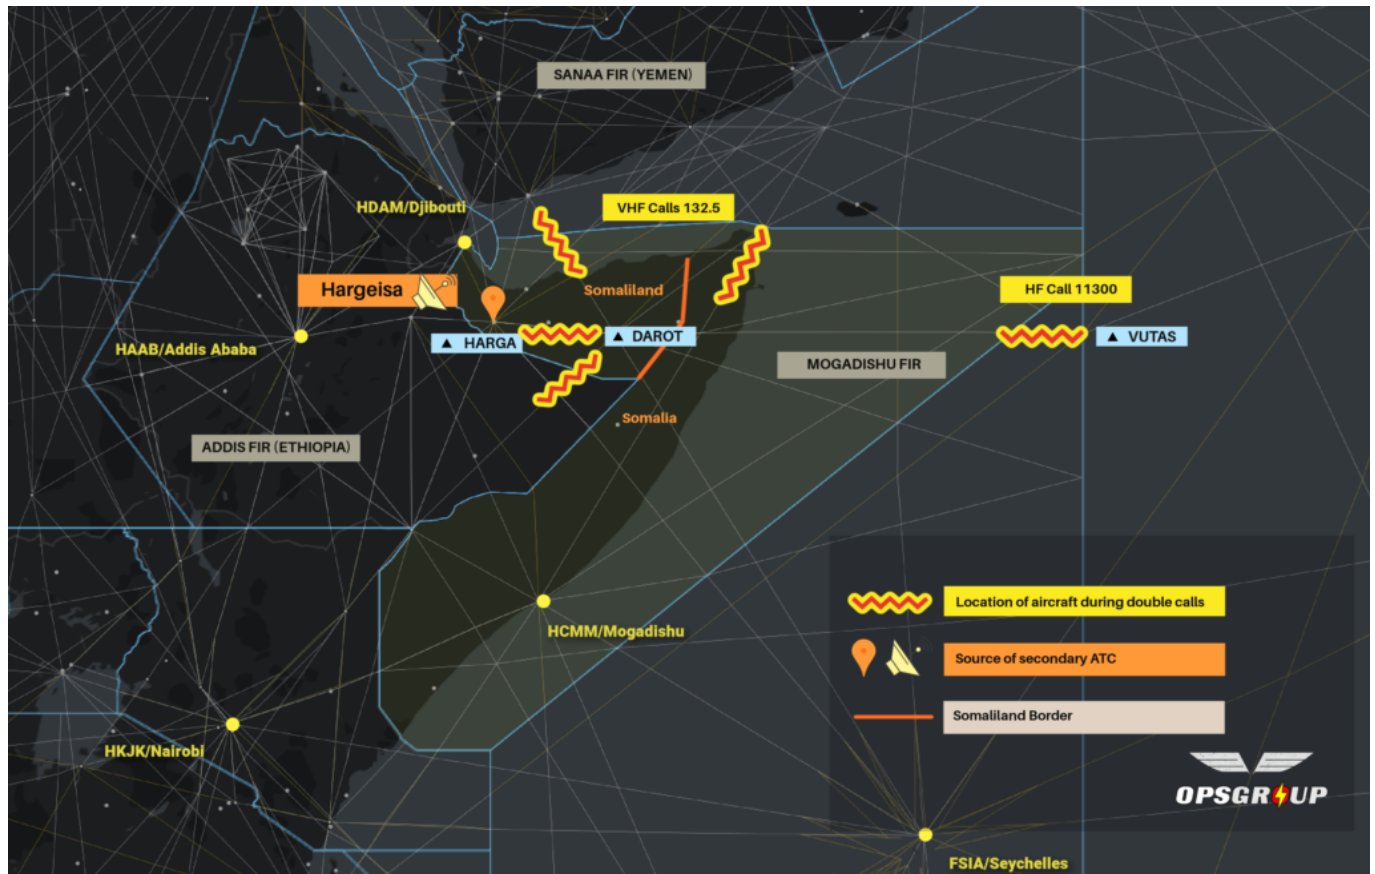 SANAA FIR (YEMEN)
HDAM/Djibouti
VHF Calls 132.5
Hargeisa
Somaliland
HF Call 11300
HAAB/Addis Ababa
HARGA
DAROT
VUTAS
MOGADISHU FIR
Somalia
ADDIS FIR (ETHIOPIA)
HCMM/Mogadishu
Location of aircraft during double calls
Source of secondary ATC
Somaliland Border
HKJK/Nairobi
OPSGROUP
FSIA/Seychelles